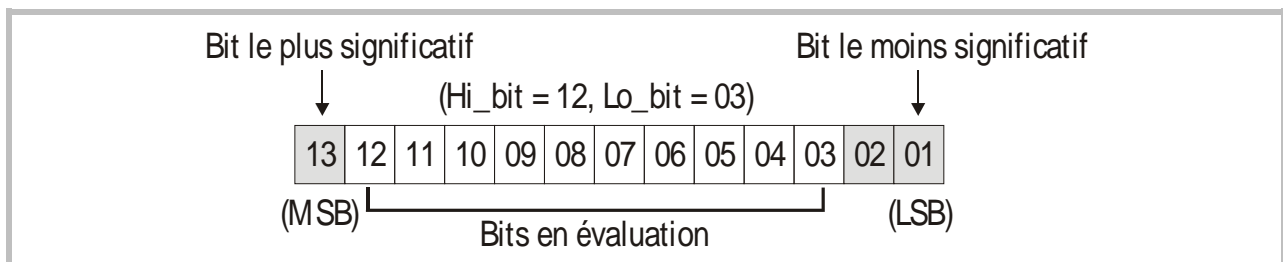 Bit le plus significatif Bit le moins significatif
(Hi_bit = 12, Lo_bit = 03)
13 12 11 10 09 08 07 06 05 04 03 02 01
(MSB) (LSB)
Bits en évaluation